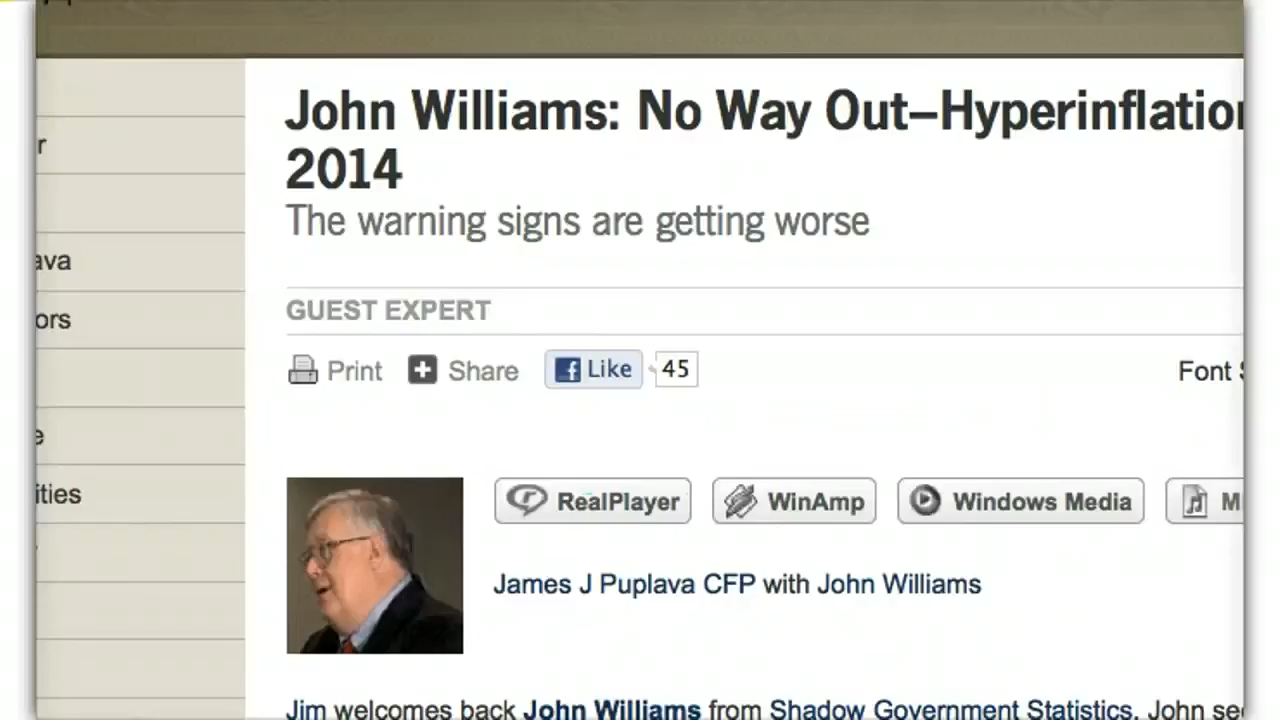 John Williams: No Way Out–Hyperinflation
2014
The warning signs are getting worse
GUEST EXPERT
Print Share Like 45 Font
RealPlayer WinAmp Windows Media M
James J Puplava CFP with John Williams
Jim welcomes back John Williams from Shadow Government Statistics. John se
r
ava
ors
e
ities